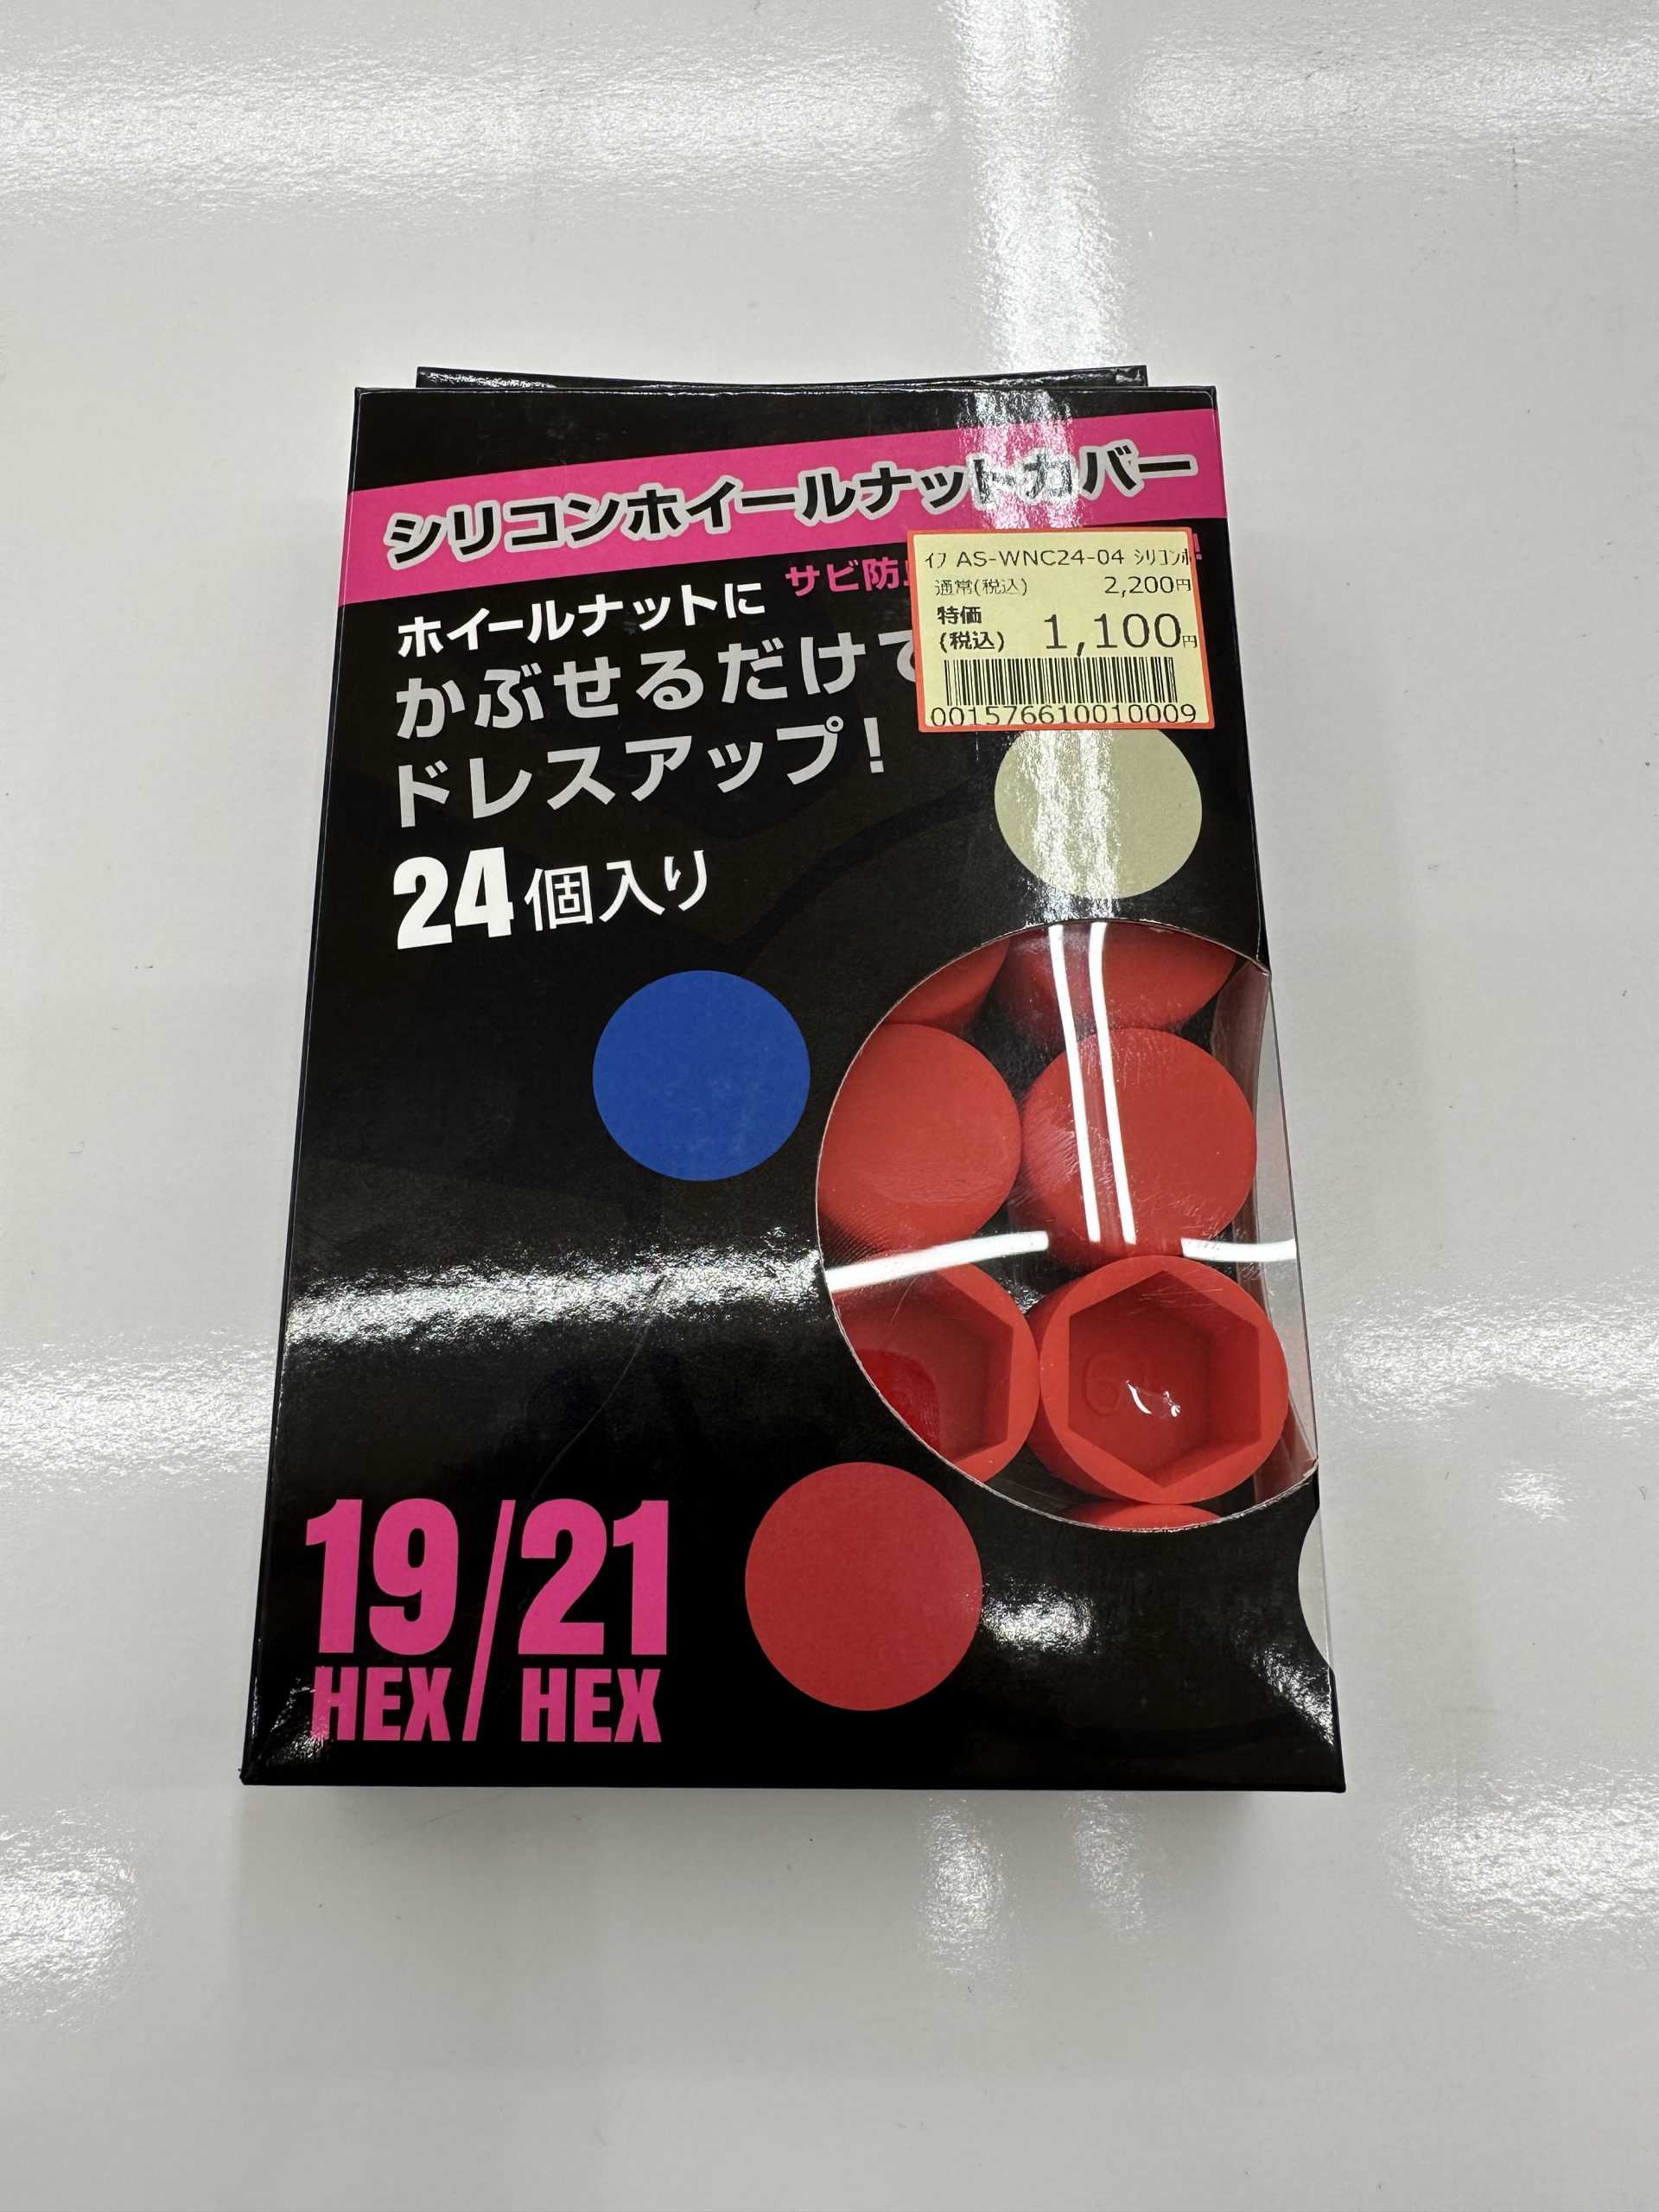 シリコンホイールナットカバー
サビ防
ホイールナットに
かぶせるだけで
ドレスアップ!
24個入り
ｲﾌ AS-WNC24-04 ｼﾘｺﾝﾎ
通常(税込) 2,200円
特価
(税込) 1,100円
001576610010009
19/21
HEX HEX